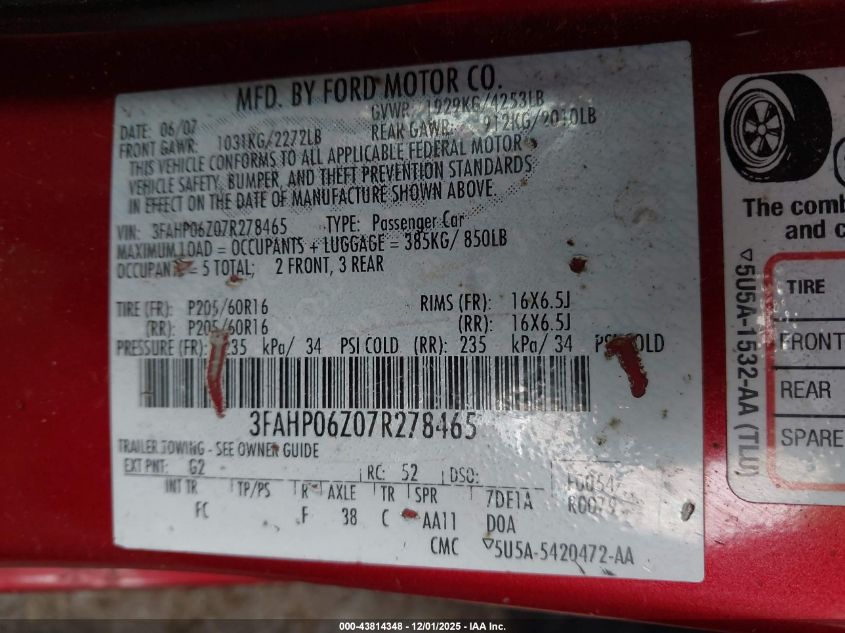 MFD. BY FORD MOTOR CO.
DATE: 06/07 GVWR: 1929KG/4253LB
FRONT GAWR: 1031KG/2272LB REAR GAWR: 912KG/2010LB
THIS VEHICLE CONFORMS TO ALL APPLICABLE FEDERAL MOTOR
VEHICLE SAFETY, BUMPER, AND THEFT PREVENTION STANDARDS
IN EFFECT ON THE DATE OF MANUFACTURE SHOWN ABOVE.
VIN: 3FAHP06Z07R278465 TYPE: Passenger Car
MAXIMUM LOAD = OCCUPANTS + LUGGAGE = 385KG/ 850LB
OCCUPANTS = 5 TOTAL; 2 FRONT, 3 REAR
TIRE (FR): P205/60R16 RIMS (FR): 16X6.5J
(RR): P205/60R16 (RR): 16X6.5J
PRESSURE (FR): 235 kPa/ 34 PSI COLD (RR): 235 kPa/ 34 PSI COLD
3FAHP06Z07R278465
TRAILER TOWING - SEE OWNER GUIDE
EXT PNT: G2 RC: 52 DSO:
INT TR TP/PS R AXLE TR SPR 7DE1A R0079
FC F 38 C AA11 DOA
CMC ▽5U5A-5420472-AA
The comb
and c
▽5U5A-1532-AA (TLU)
TIRE
FRONT
REAR
SPARE
000-43814348 - 12/01/2025 - IAA Inc.